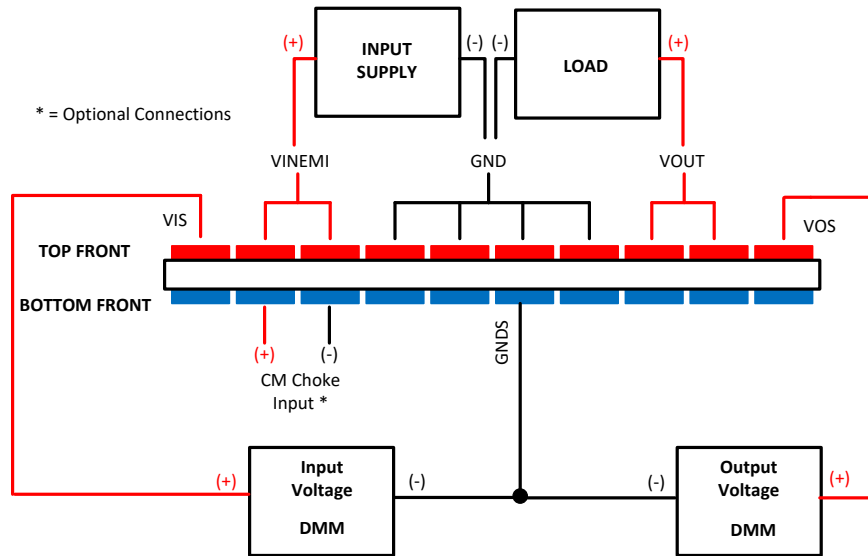 (+)
INPUT
SUPPLY
(-)
(-)
LOAD
(+)
* = Optional Connections
VINEMI
GND
VOUT
VIS
VOS
TOP FRONT
BOTTOM FRONT
GNDS
(+)
(-)
CM Choke
Input *
(+)
Input
Voltage
DMM
(-)
(-)
Output
Voltage
DMM
(+)